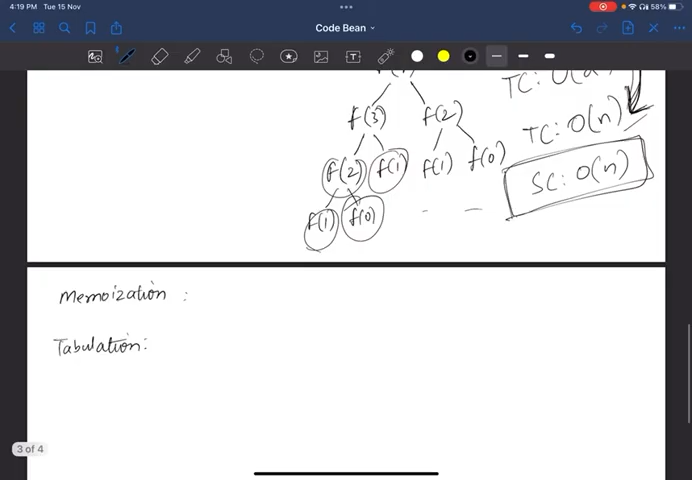 4:19 PM Tue 15 Nov
58%
Code Bean
f(3) f(2)
TC: O(n)
f(2) f(1) f(1) f(0)
SC: O(n)
f(1) f(0)
Memoization :
Tabulation:
3 of 4